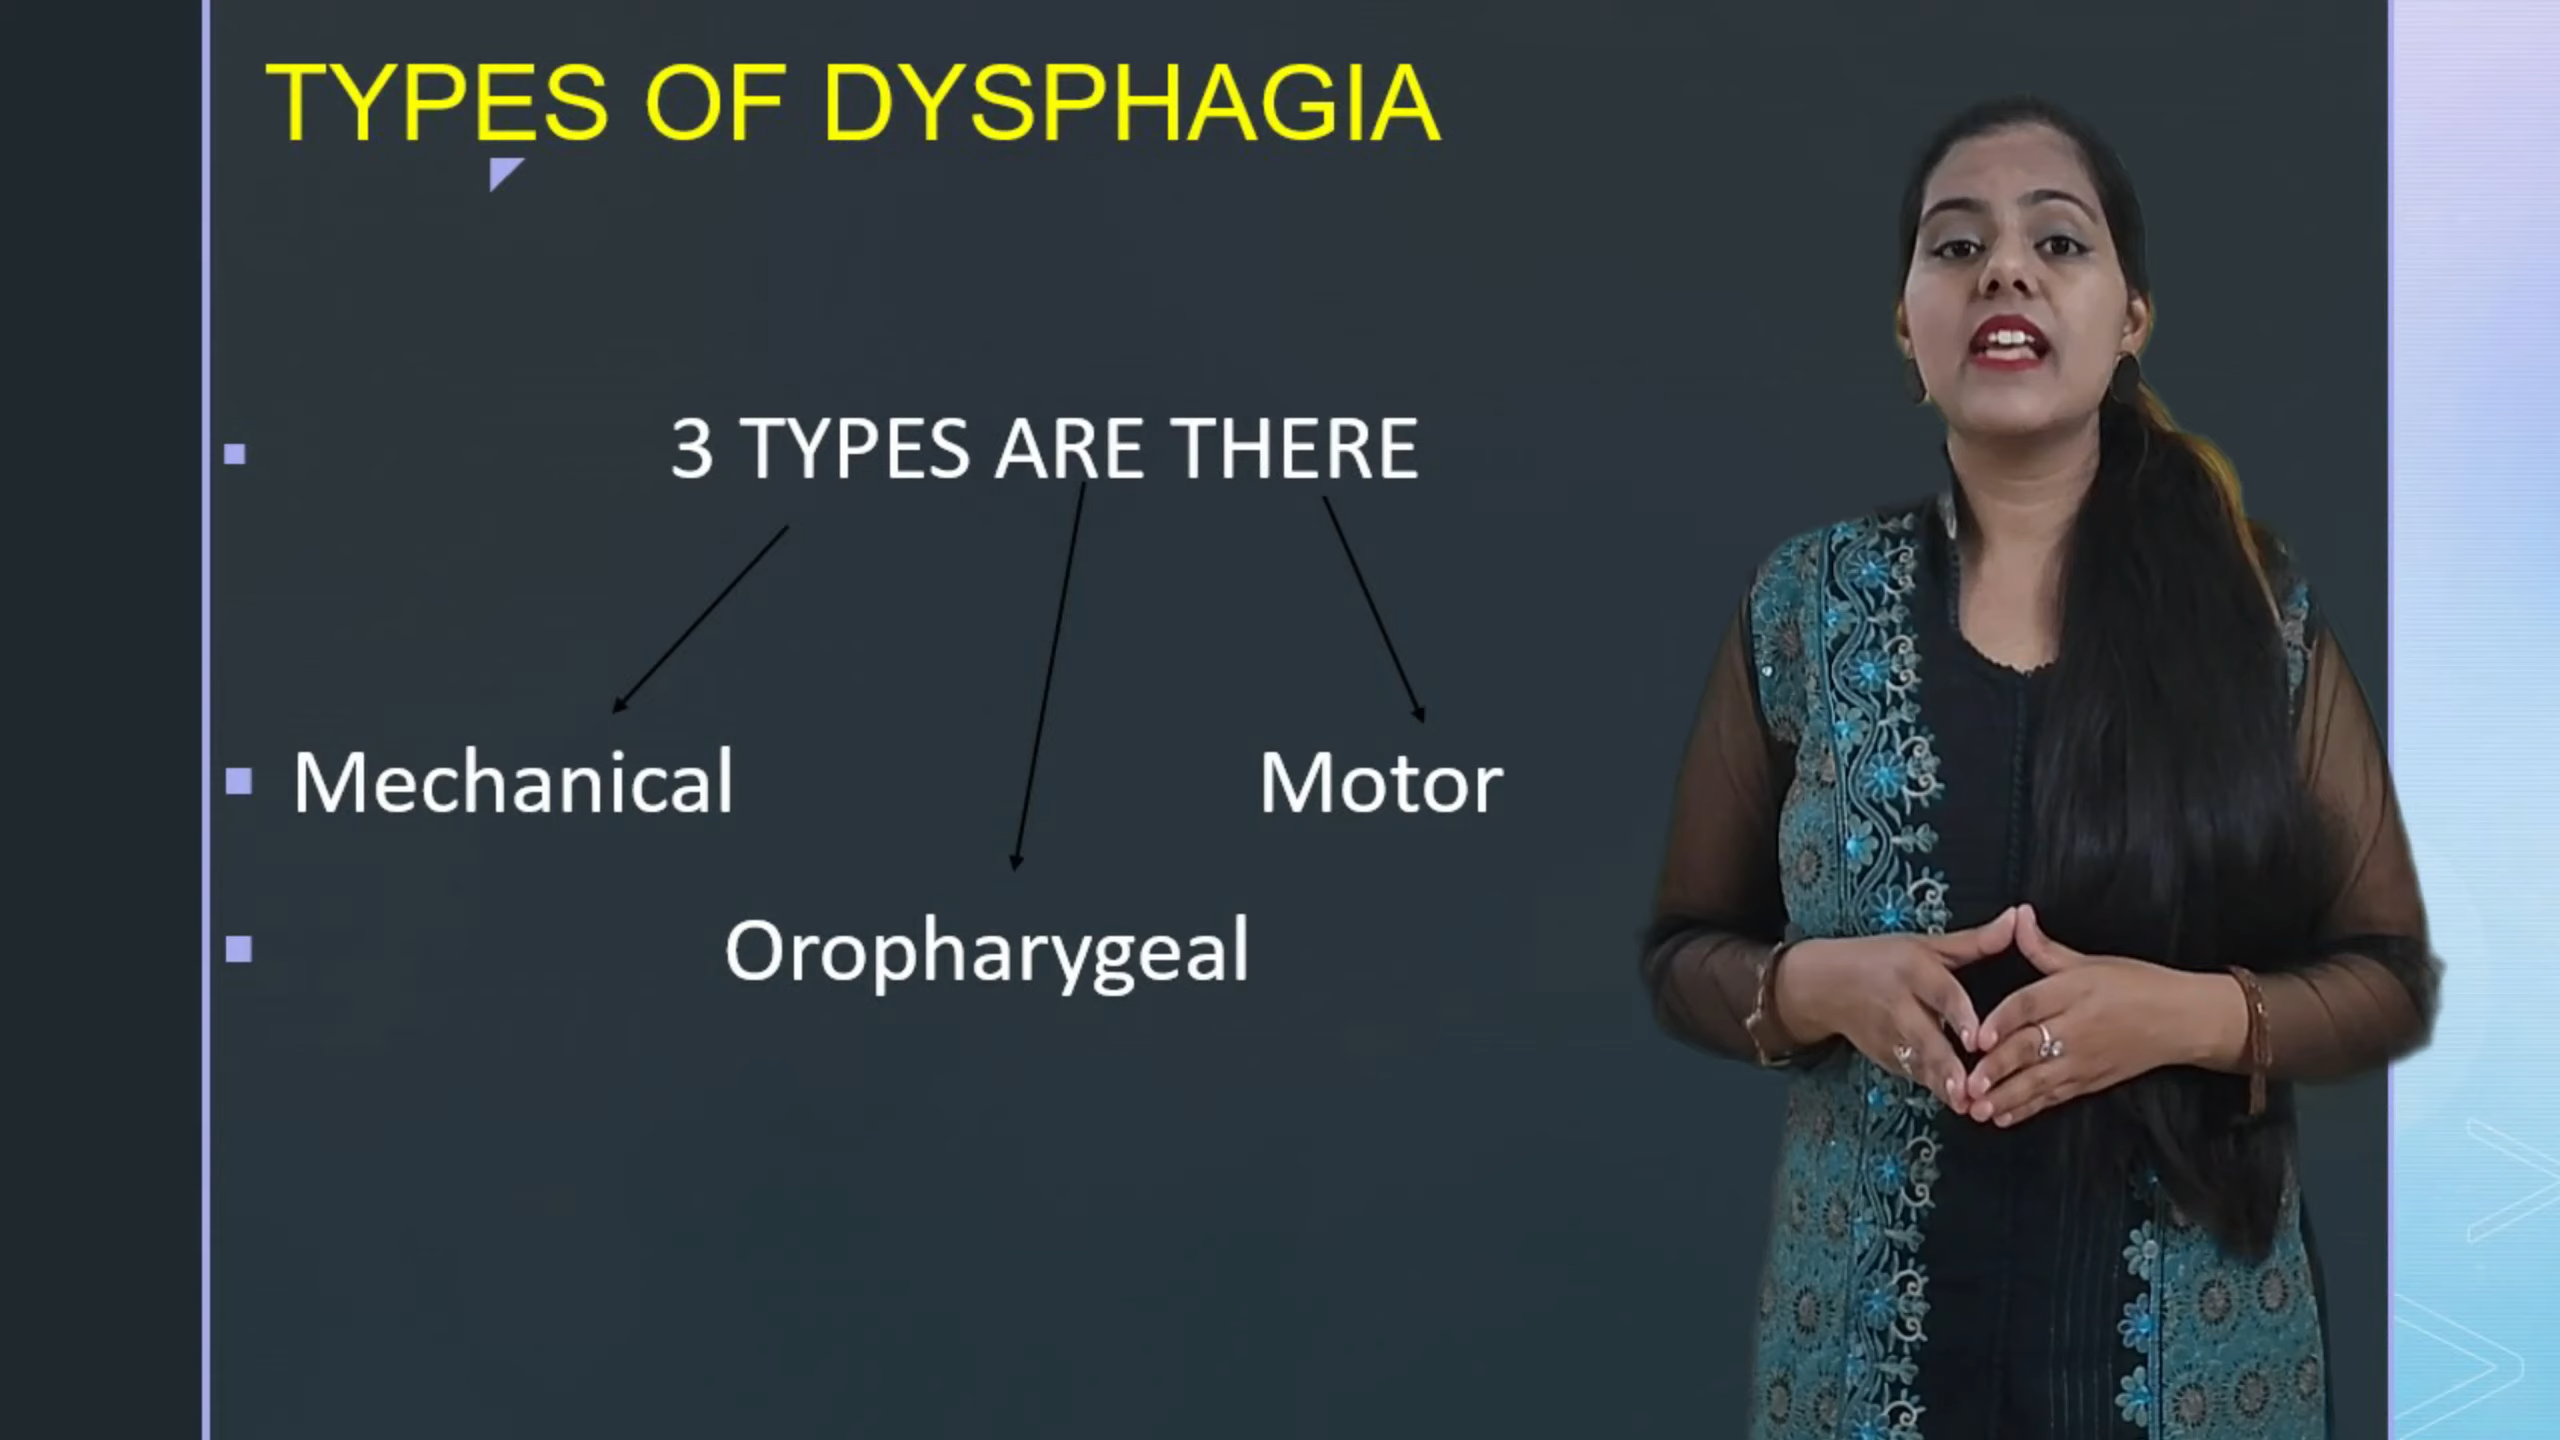 TYPES OF DYSPHAGIA
3 TYPES ARE THERE
Mechanical Motor
Oropharygeal